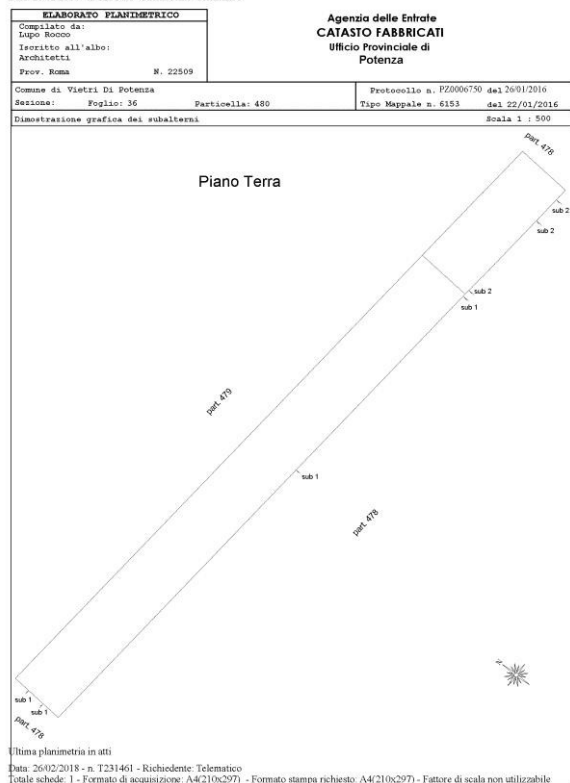 ELABORATO PLANIMETRICO
Compilato da:
Lupo Rocco
Iscritto all'albo:
Architetti
Prov. Roma N. 22509
Agenzia delle Entrate
CATASTO FABBRICATI
Ufficio Provinciale di
Potenza
Comune di Vietri Di Potenza
Sezione: Foglio: 36 Particella: 480
Protocollo n. PZ0006750 del 26/01/2016
Tipo Mappale n. 6153 del 22/01/2016
Dimostrazione grafica dei subalterni Scala 1 : 500
part. 478
Piano Terra
sub 2
sub 2
sub 2
sub 1
part. 479
sub 1
part. 478
N
sub 1
sub 1
part. 478
Ultima planimetria in atti
Data: 26/02/2018 - n. T231461 - Richiedente: Telematico
Totale schede: 1 - Formato di acquisizione: A4(210x297) - Formato stampa richiesto: A4(210x297) - Fattore di scala non utilizzabile